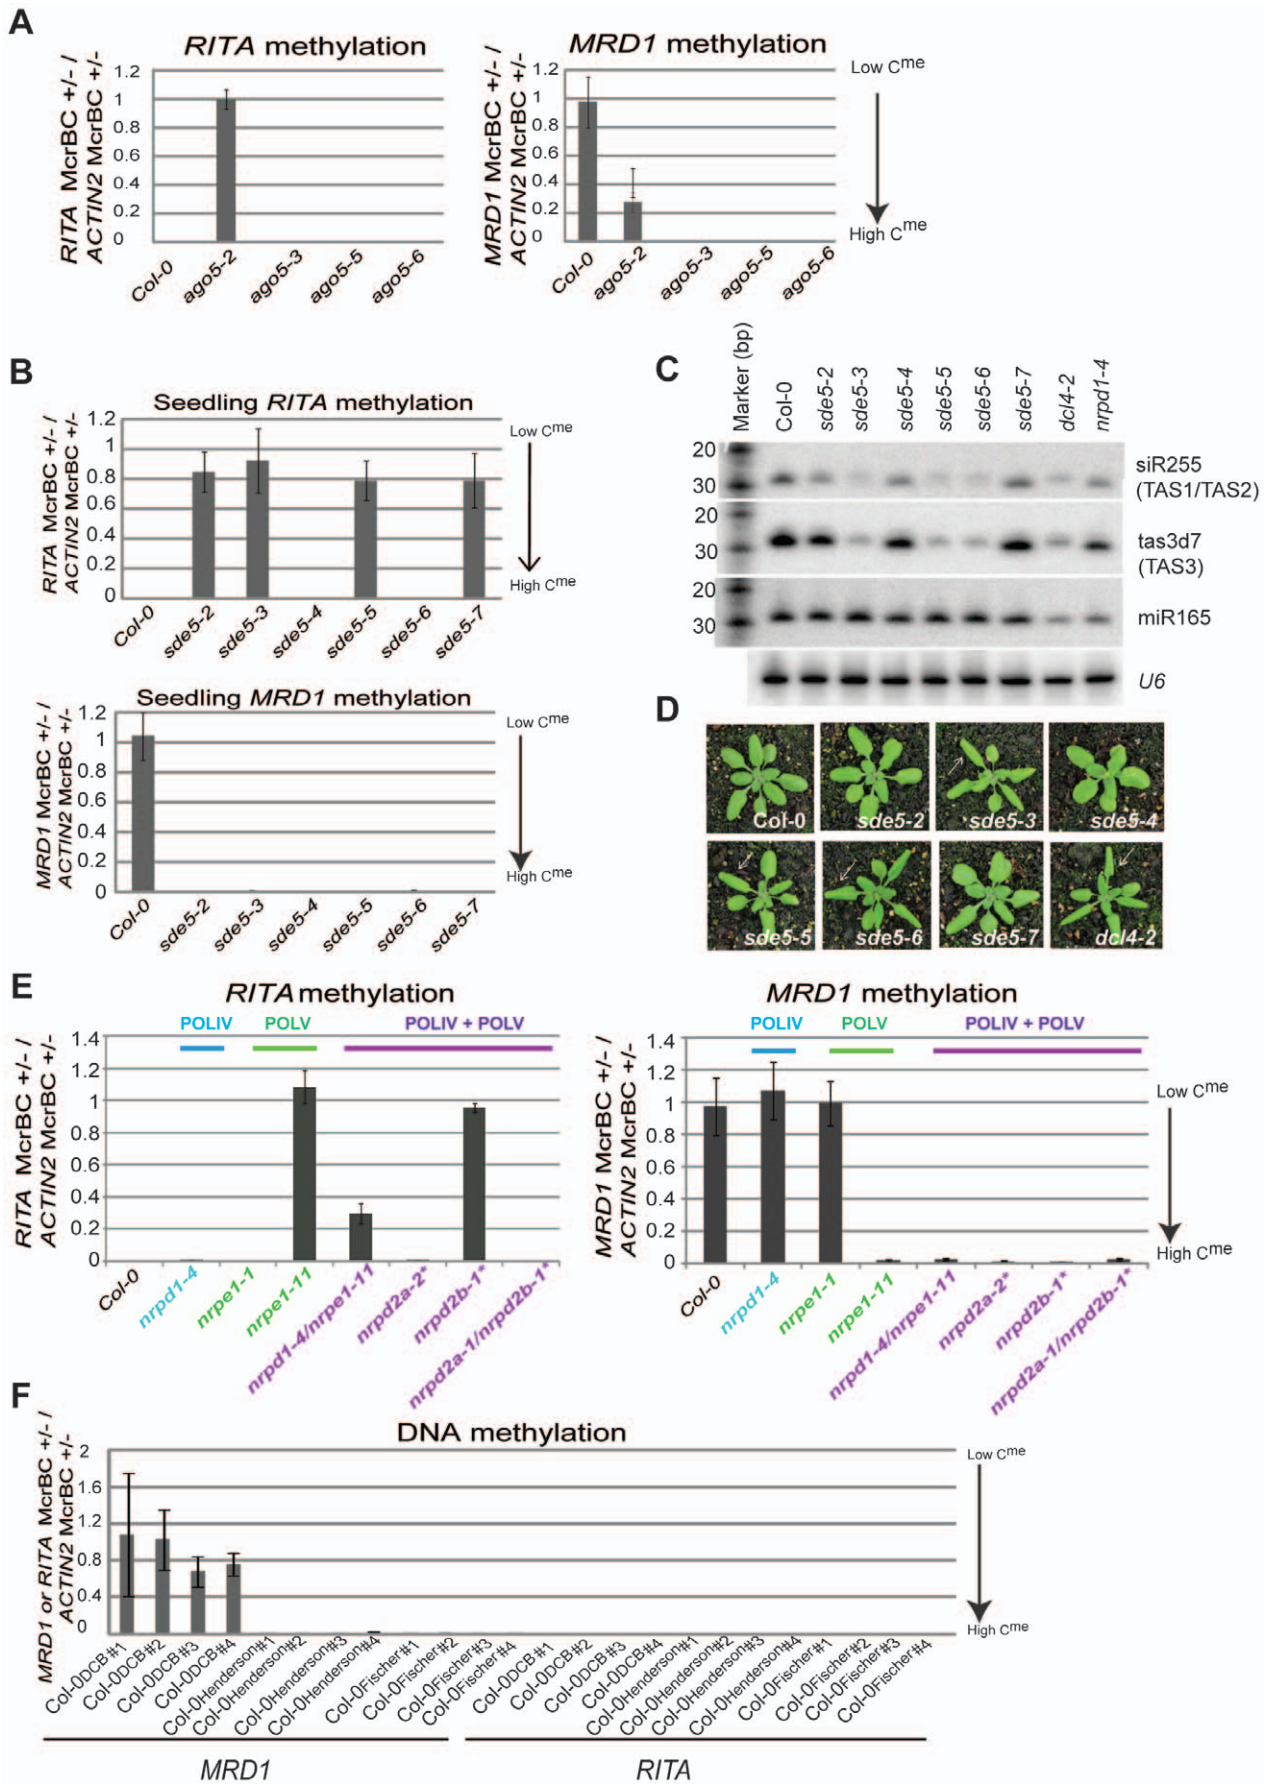 A
RITA methylation
RITA McrBC +/- /
ACTIN2 McrBC +/-
1.2
1
0.8
0.6
0.4
0.2
0
Col-0
ago5-2
ago5-3
ago5-5
ago5-6
MRD1 methylation
MRD1 McrBC +/- /
ACTIN2 McrBC +/-
1.2
1
0.8
0.6
0.4
0.2
0
Col-0
ago5-2
ago5-3
ago5-5
ago5-6
Low Cme
High Cme
B
Seedling RITA methylation
RITA McrBC +/- /
ACTIN2 McrBC +/-
1.2
1
0.8
0.6
0.4
0.2
0
Col-0
sde5-2
sde5-3
sde5-4
sde5-5
sde5-6
sde5-7
Low Cme
High Cme
Seedling MRD1 methylation
MRD1 McrBC +/- /
ACTIN2 McrBC +/-
1.2
1
0.8
0.6
0.4
0.2
0
Col-0
sde5-2
sde5-3
sde5-4
sde5-5
sde5-6
sde5-7
Low Cme
High Cme
C
Marker (bp)
Col-0
sde5-2
sde5-3
sde5-4
sde5-5
sde5-6
sde5-7
dcl4-2
nrpd1-4
20
30
siR255
(TAS1/TAS2)
20
30
tas3d7
(TAS3)
20
30
miR165
U6
D
Col-0
sde5-2
sde5-3
sde5-4
sde5-5
sde5-6
sde5-7
dcl4-2
E
RITA methylation
RITA McrBC +/- /
ACTIN2 McrBC +/-
POLIV
POLV
POLIV + POLV
1.4
1.2
1
0.8
0.6
0.4
0.2
0
Col-0
nrpd1-4
nrpe1-1
nrpe1-11
nrpd1-4/nrpe1-11
nrpd2a-2*
nrpd2b-1*
nrpd2a-1/nrpd2b-1*
MRD1 methylation
MRD1 McrBC +/- /
ACTIN2 McrBC +/-
POLIV
POLV
POLIV + POLV
1.4
1.2
1
0.8
0.6
0.4
0.2
0
Col-0
nrpd1-4
nrpe1-1
nrpe1-11
nrpd1-4/nrpe1-11
nrpd2a-2*
nrpd2b-1*
nrpd2a-1/nrpd2b-1*
Low Cme
High Cme
F
DNA methylation
MRD1 or RITA McrBC +/- /
ACTIN2 McrBC +/-
2
1.6
1.2
0.8
0.4
0
Col-0DCB#1
Col-0DCB#2
Col-0DCB#3
Col-0DCB#4
Col-0Henderson#1
Col-0Henderson#2
Col-0Henderson#3
Col-0Henderson#4
Col-0Fischer#1
Col-0Fischer#2
Col-0Fischer#3
Col-0Fischer#4
Col-0DCB#1
Col-0DCB#2
Col-0DCB#3
Col-0DCB#4
Col-0Henderson#1
Col-0Henderson#2
Col-0Henderson#3
Col-0Henderson#4
Col-0Fischer#1
Col-0Fischer#2
Col-0Fischer#3
Col-0Fischer#4
Low Cme
High Cme
MRD1
RITA